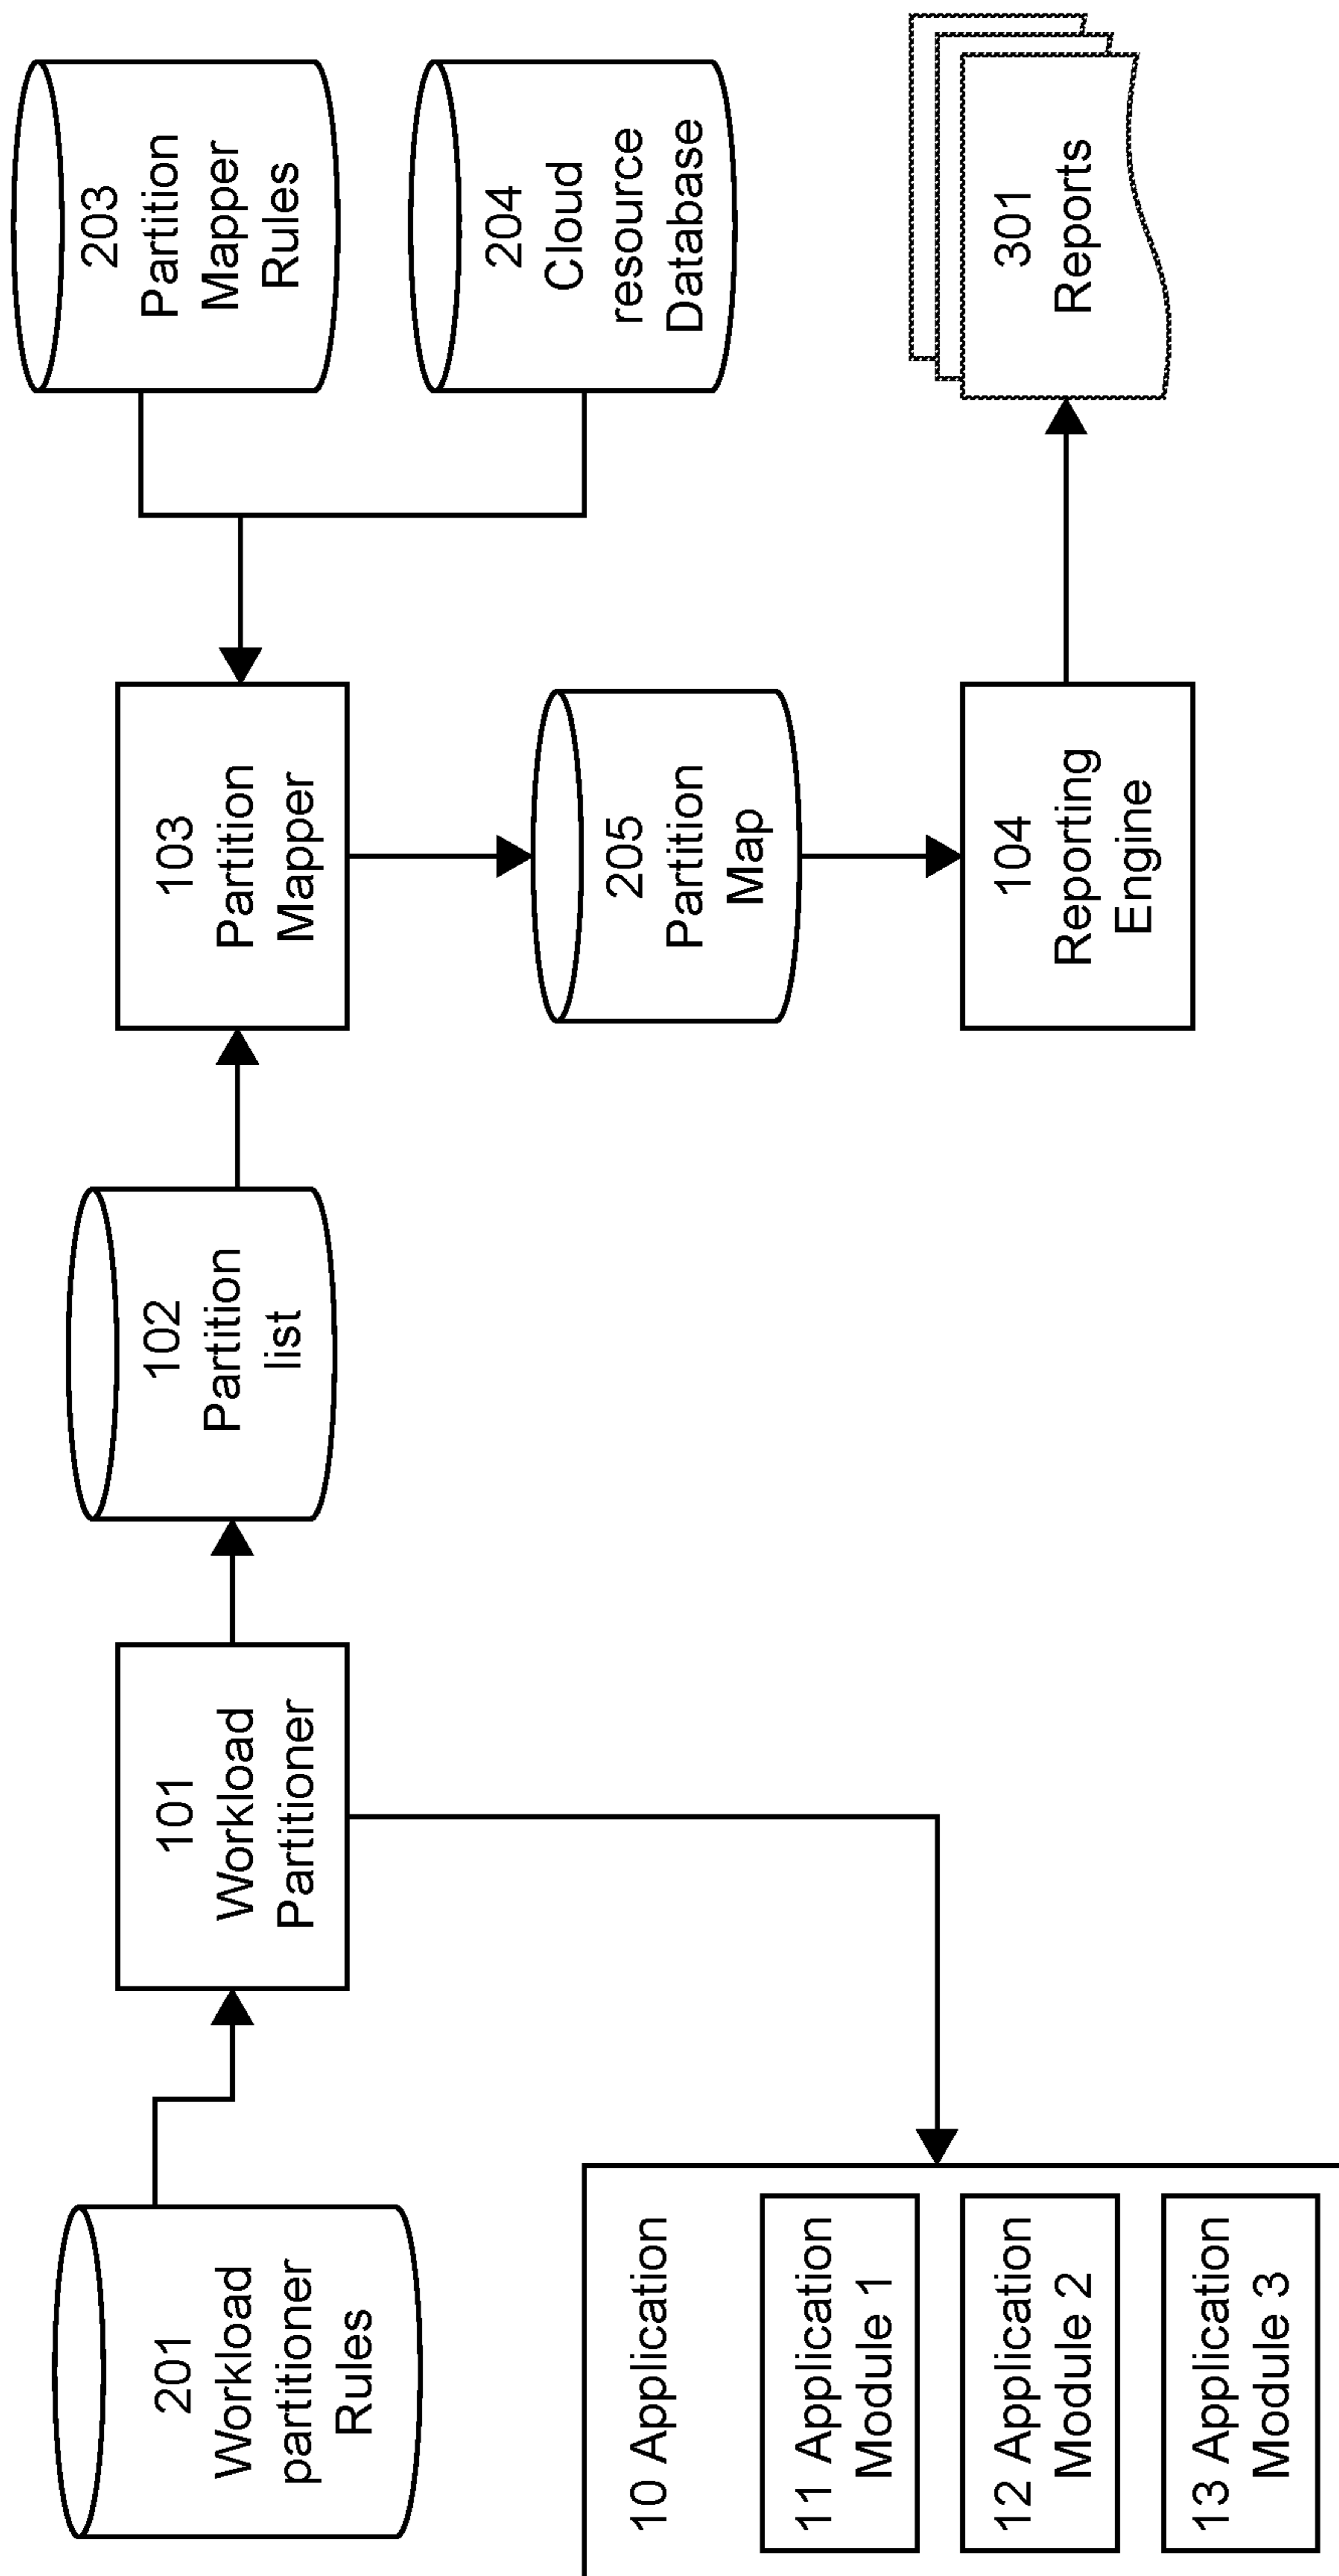 201
Workload
partitioner
Rules
101
Workload
Partitioner
102
Partition
list
103
Partition
Mapper
203
Partition
Mapper
Rules
204
Cloud
resource
Database
205
Partition
Map
10 Application
11 Application
Module 1
12 Application
Module 2
13 Application
Module 3
104
Reporting
Engine
301
Reports